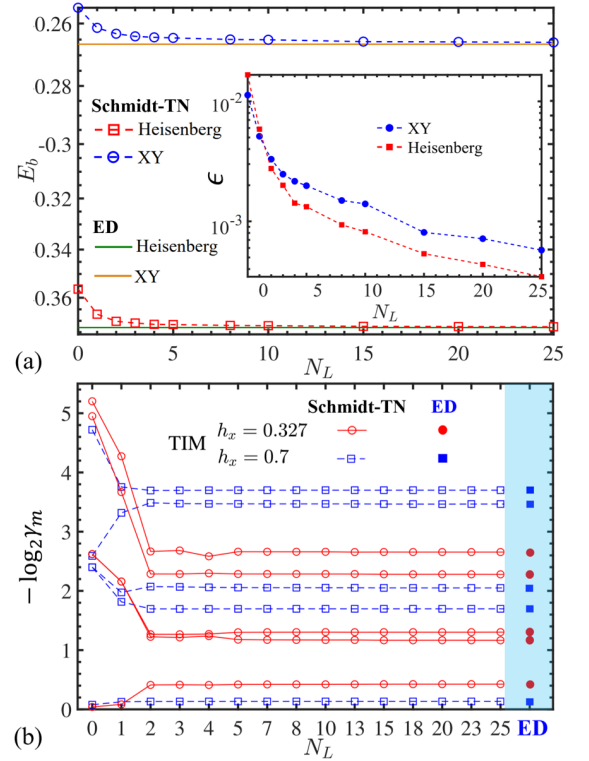 0.26
0.28
-0.3
0.32
0.34
0.36
E_b
Schmidt-TN
Heisenberg
XY
ED
Heisenberg
XY
10^-2
10^-3
ϵ
XY
Heisenberg
0 5 10 15 20 25
N_L
0 5 10 15 20 25
N_L
(a)
5
4
3
2
1
0
−log₂γ_m
Schmidt-TN ED
TIM h_x = 0.327
h_x = 0.7
0 1 2 3 4 5 7 8 10 13 15 18 20 23 25 ED
N_L
(b)